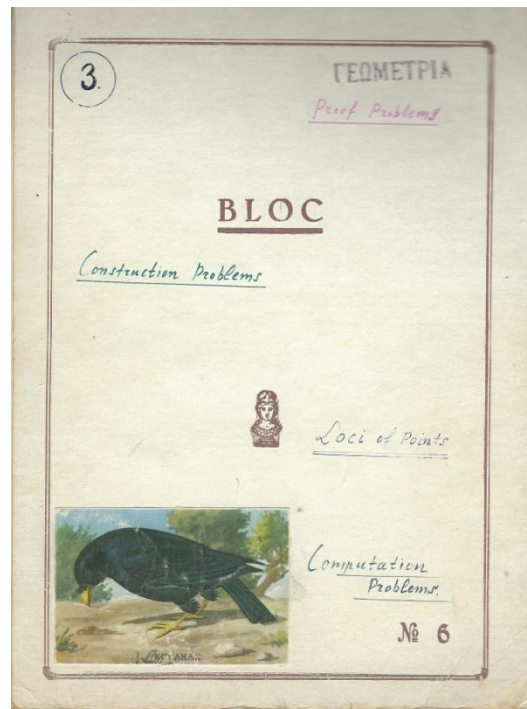 3.
ΓΕΩΜΕΤΡΙΑ
Proof Problems
BLOC
Construction Problems
Loci of Points
Computation
Problems.
№ 6